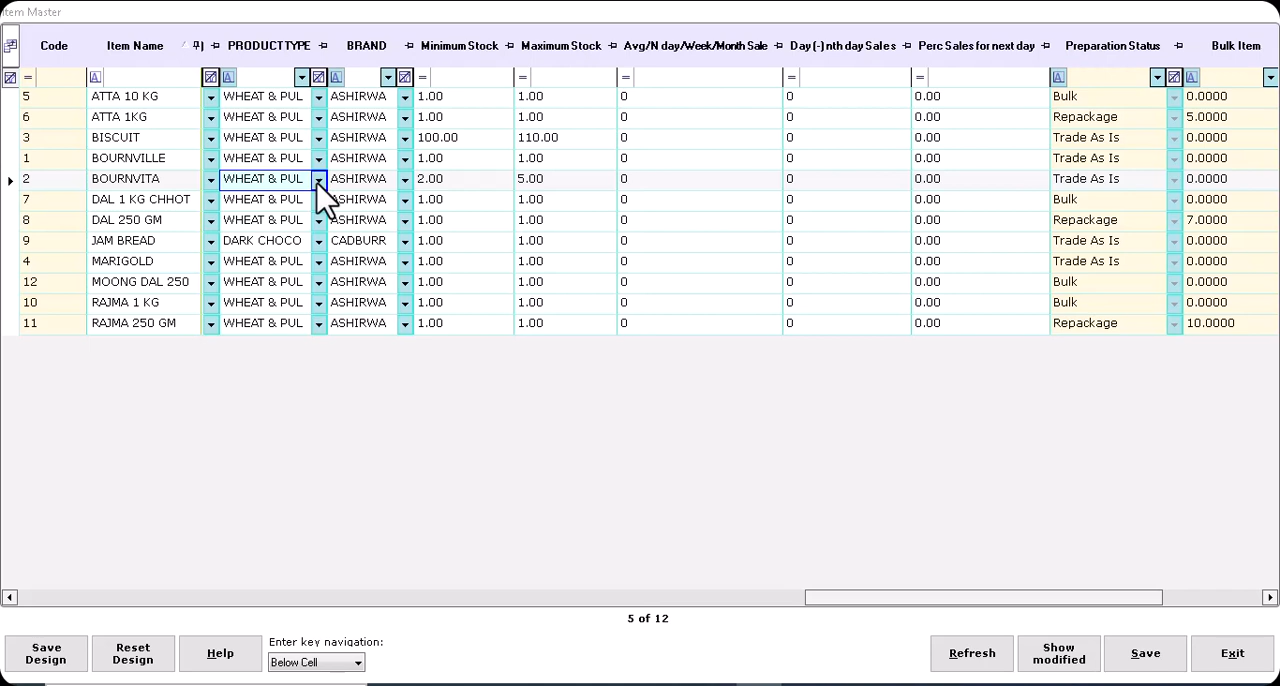 Item Master
Code Item Name PRODUCTTYPE BRAND Minimum Stock Maximum Stock Avg/N day/Week/Month Sale Day (-) nth day Sales Perc Sales for next day Preparation Status Bulk Item
= A A A = = = = = A A
5 ATTA 10 KG WHEAT & PUL ASHIRWA 1.00 1.00 0 0 0.00 Bulk 0.0000
6 ATTA 1KG WHEAT & PUL ASHIRWA 1.00 1.00 0 0 0.00 Repackage 5.0000
3 BISCUIT WHEAT & PUL ASHIRWA 100.00 110.00 0 0 0.00 Trade As Is 0.0000
1 BOURNVILLE WHEAT & PUL ASHIRWA 1.00 1.00 0 0 0.00 Trade As Is 0.0000
2 BOURNVITA WHEAT & PUL ASHIRWA 2.00 5.00 0 0 0.00 Trade As Is 0.0000
7 DAL 1 KG CHHOT WHEAT & PUL ASHIRWA 1.00 1.00 0 0 0.00 Bulk 0.0000
8 DAL 250 GM WHEAT & PUL ASHIRWA 1.00 1.00 0 0 0.00 Repackage 7.0000
9 JAM BREAD DARK CHOCO CADBURR 1.00 1.00 0 0 0.00 Trade As Is 0.0000
4 MARIGOLD WHEAT & PUL ASHIRWA 1.00 1.00 0 0 0.00 Trade As Is 0.0000
12 MOONG DAL 250 WHEAT & PUL ASHIRWA 1.00 1.00 0 0 0.00 Bulk 0.0000
10 RAJMA 1 KG WHEAT & PUL ASHIRWA 1.00 1.00 0 0 0.00 Bulk 0.0000
11 RAJMA 250 GM WHEAT & PUL ASHIRWA 1.00 1.00 0 0 0.00 Repackage 10.0000
5 of 12
Save Design Reset Design Help Enter key navigation: Below Cell Refresh Show modified Save Exit